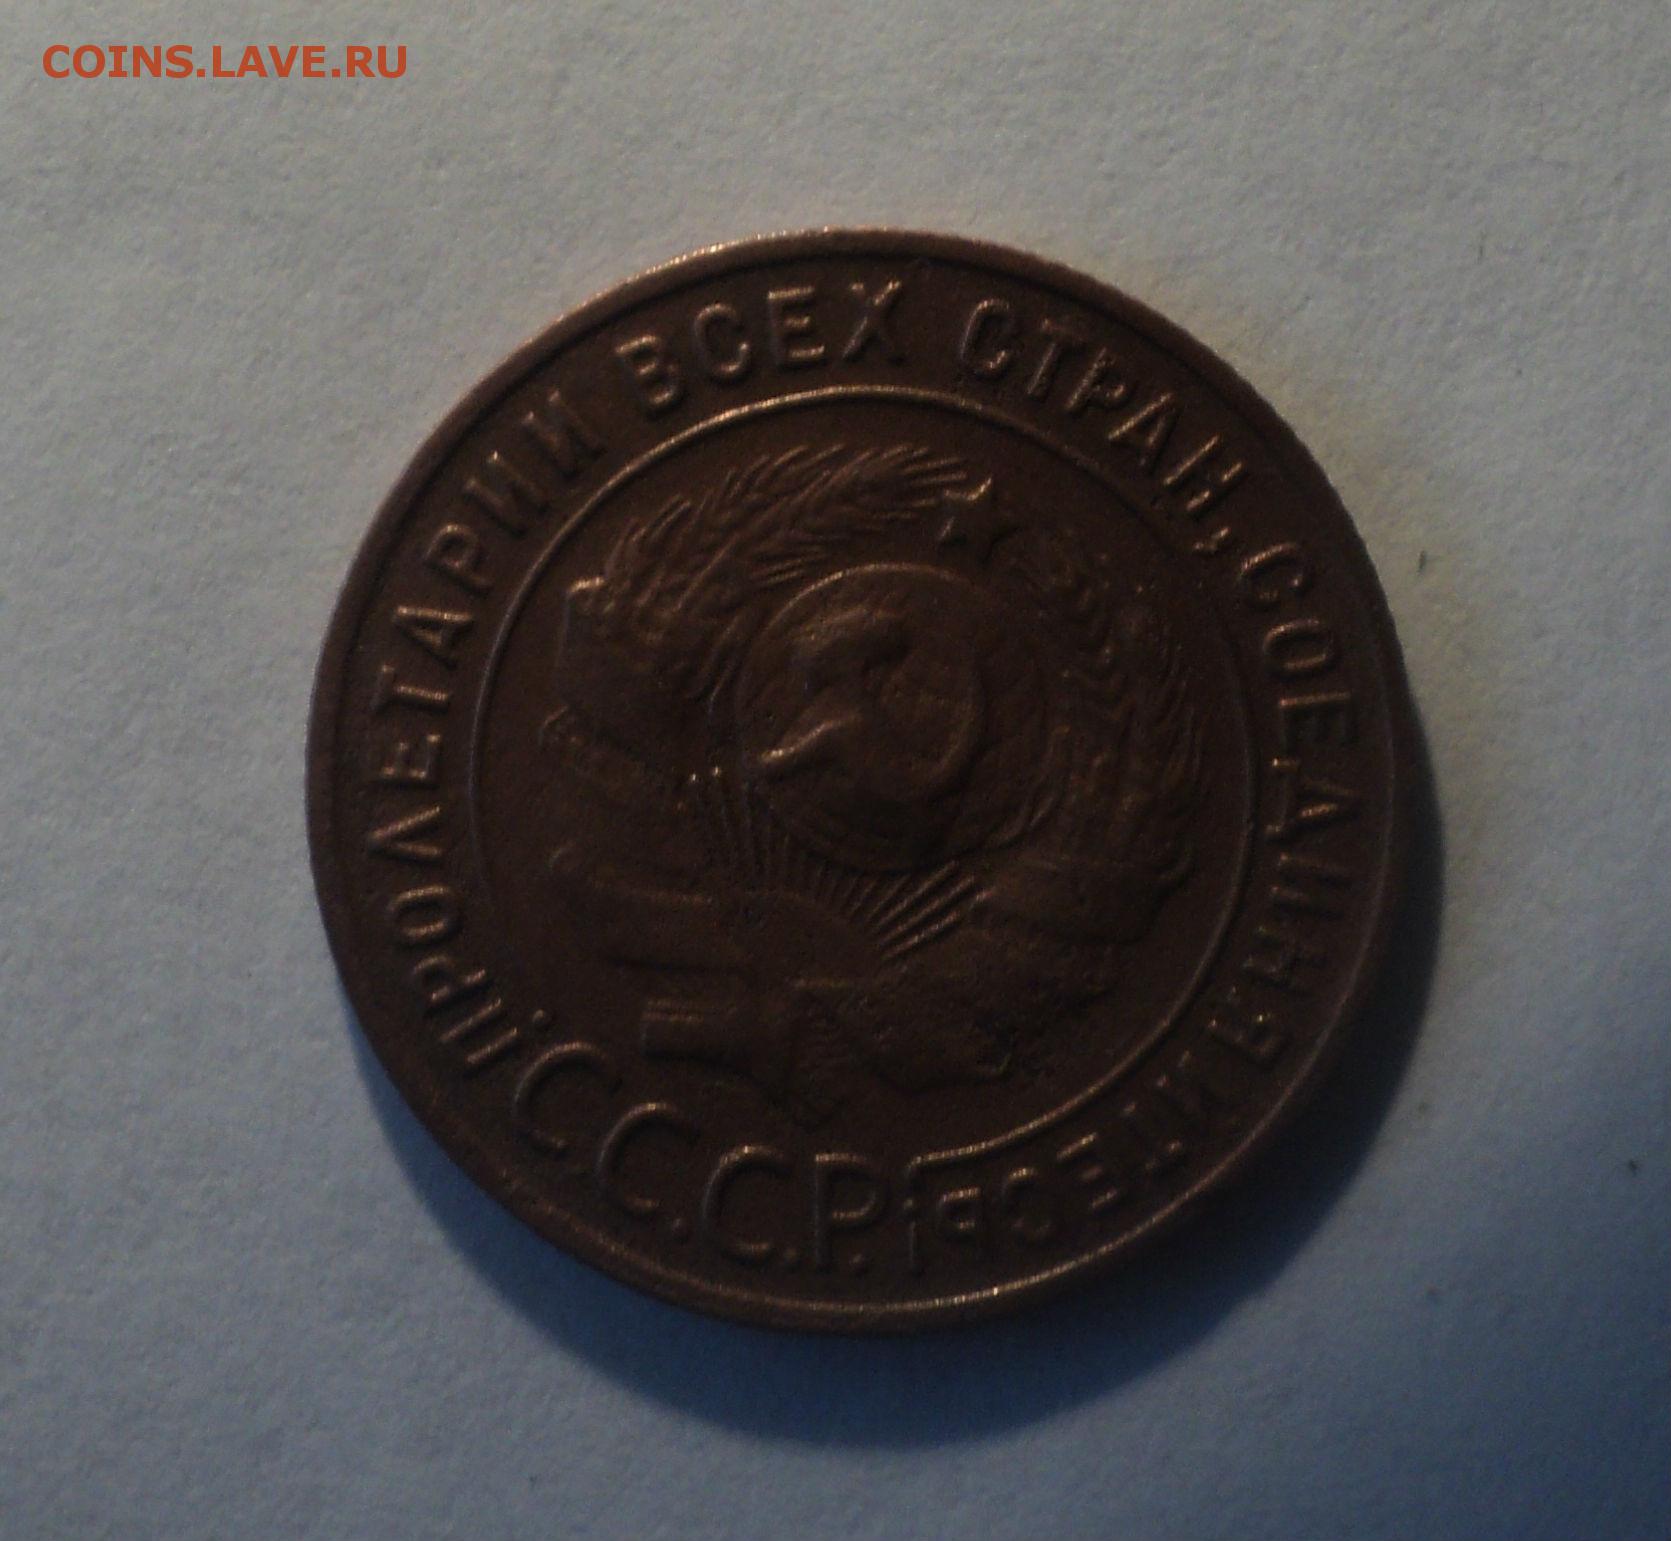 COINS.LAVE.RU
ПРОЛЕТАРИИ ВСЕХ СТРАН, СОЕДИНЯЙТЕСЬ!
С.С.С.Р.